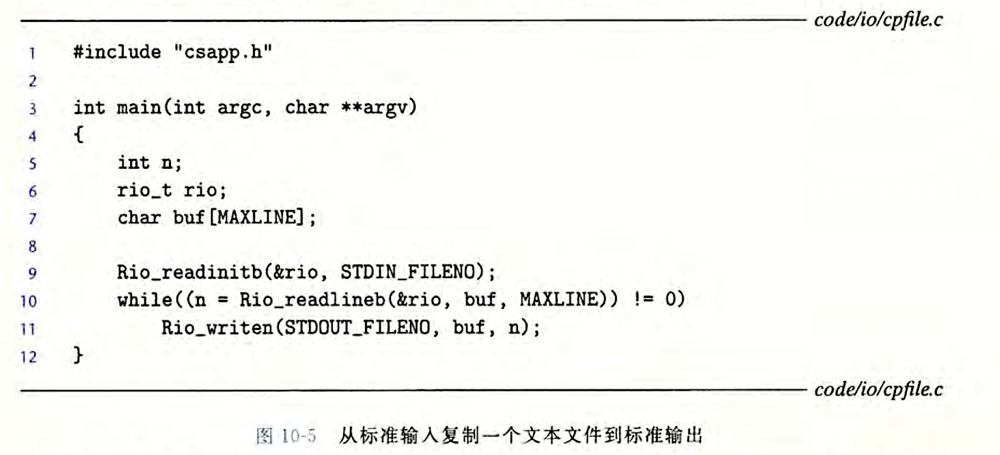 code/io/cpfile.c
1 #include "csapp.h"
2
3 int main(int argc, char **argv)
4 {
5     int n;
6     rio_t rio;
7     char buf[MAXLINE];
8
9     Rio_readinitb(&rio, STDIN_FILENO);
10     while((n = Rio_readlineb(&rio, buf, MAXLINE)) != 0)
11         Rio_writen(STDOUT_FILENO, buf, n);
12 }
code/io/cpfile.c
图 10-5 从标准输入复制一个文本文件到标准输出